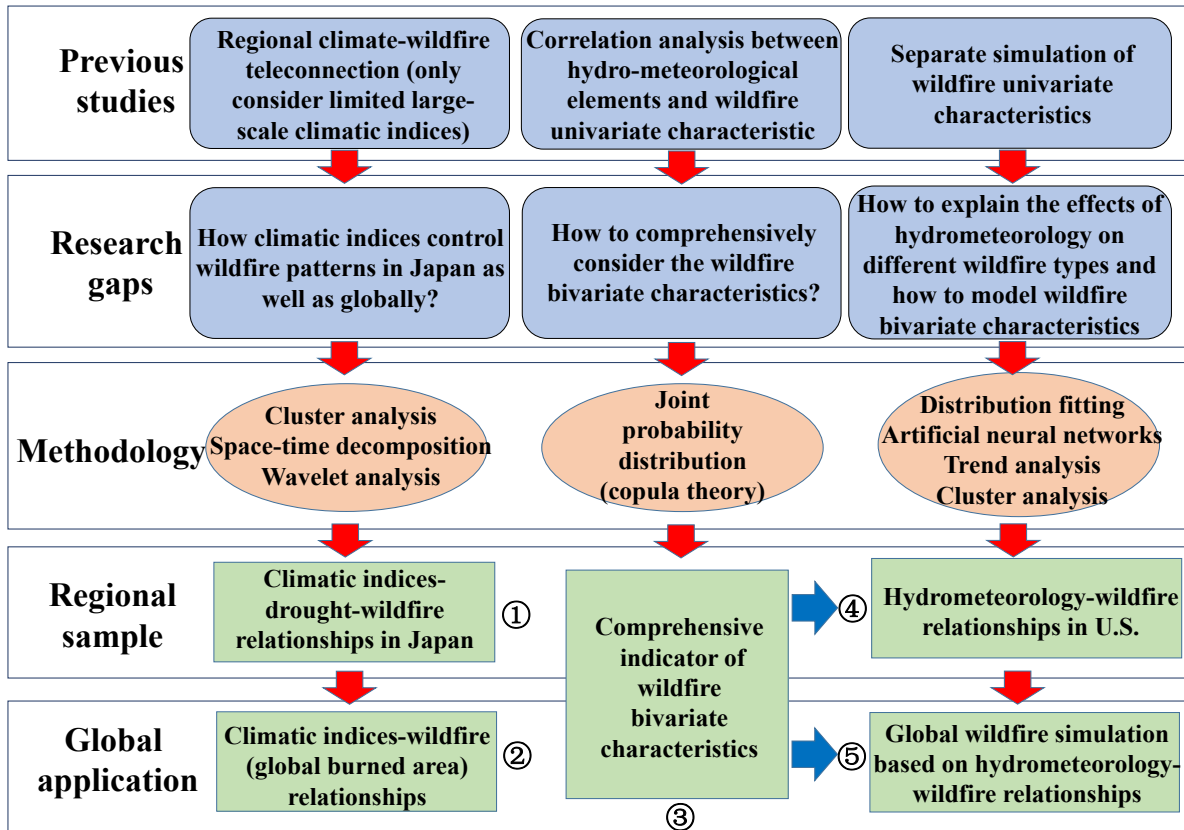 Previous
studies
Regional climate-wildfire
teleconnection (only
consider limited large-
scale climatic indices)
Correlation analysis between
hydro-meteorological
elements and wildfire
univariate characteristic
Separate simulation of
wildfire univariate
characteristics
Research
gaps
How climatic indices control
wildfire patterns in Japan as
well as globally?
How to comprehensively
consider the wildfire
bivariate characteristics?
How to explain the effects of
hydrometeorology on
different wildfire types and
how to model wildfire
bivariate characteristics
Methodology
Cluster analysis
Space-time decomposition
Wavelet analysis
Joint
probability
distribution
(copula theory)
Distribution fitting
Artificial neural networks
Trend analysis
Cluster analysis
Regional
sample
Climatic indices-
drought-wildfire
relationships in Japan
①
Comprehensive
indicator of
wildfire
bivariate
characteristics
③
④
Hydrometeorology-wildfire
relationships in U.S.
Global
application
Climatic indices-wildfire
(global burned area)
relationships
②
⑤
Global wildfire simulation
based on hydrometeorology-
wildfire relationships